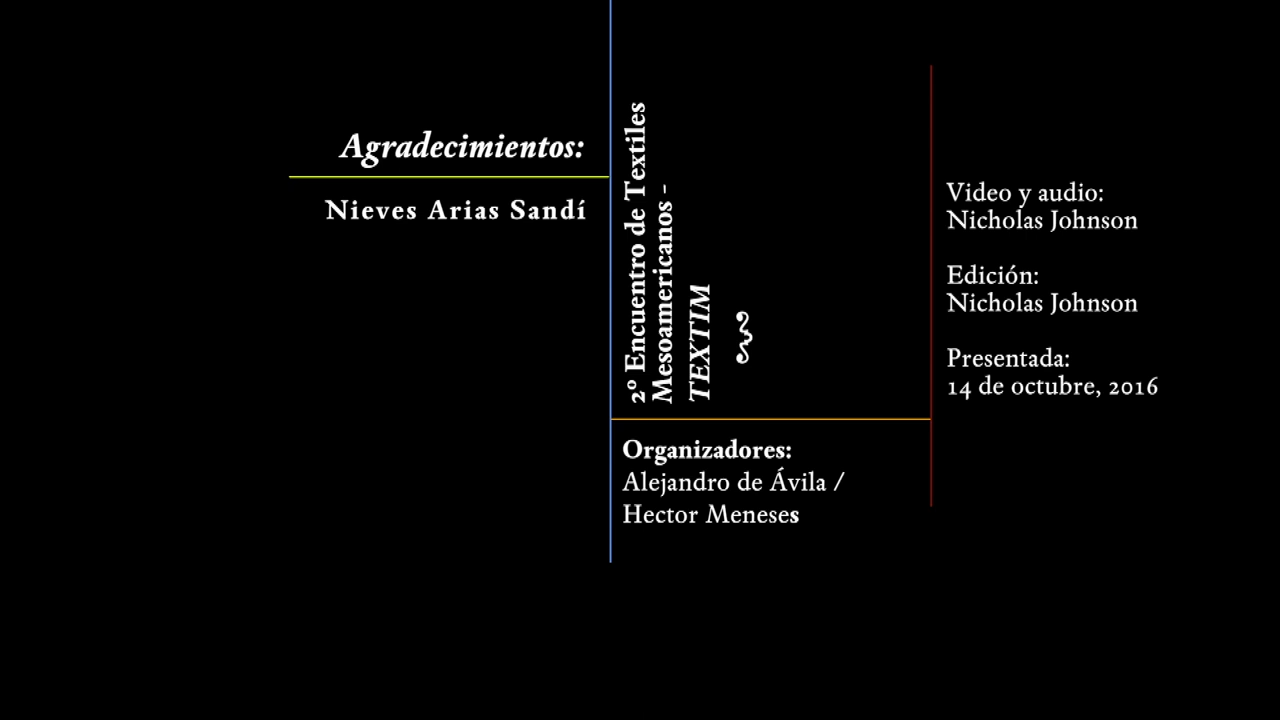 Agradecimientos:
Nieves Arias Sandí
2º Encuentro de Textiles
Mesoamericanos -
TEXTIM
Organizadores:
Alejandro de Ávila /
Hector Meneses
Video y audio:
Nicholas Johnson
Edición:
Nicholas Johnson
Presentada:
14 de octubre, 2016